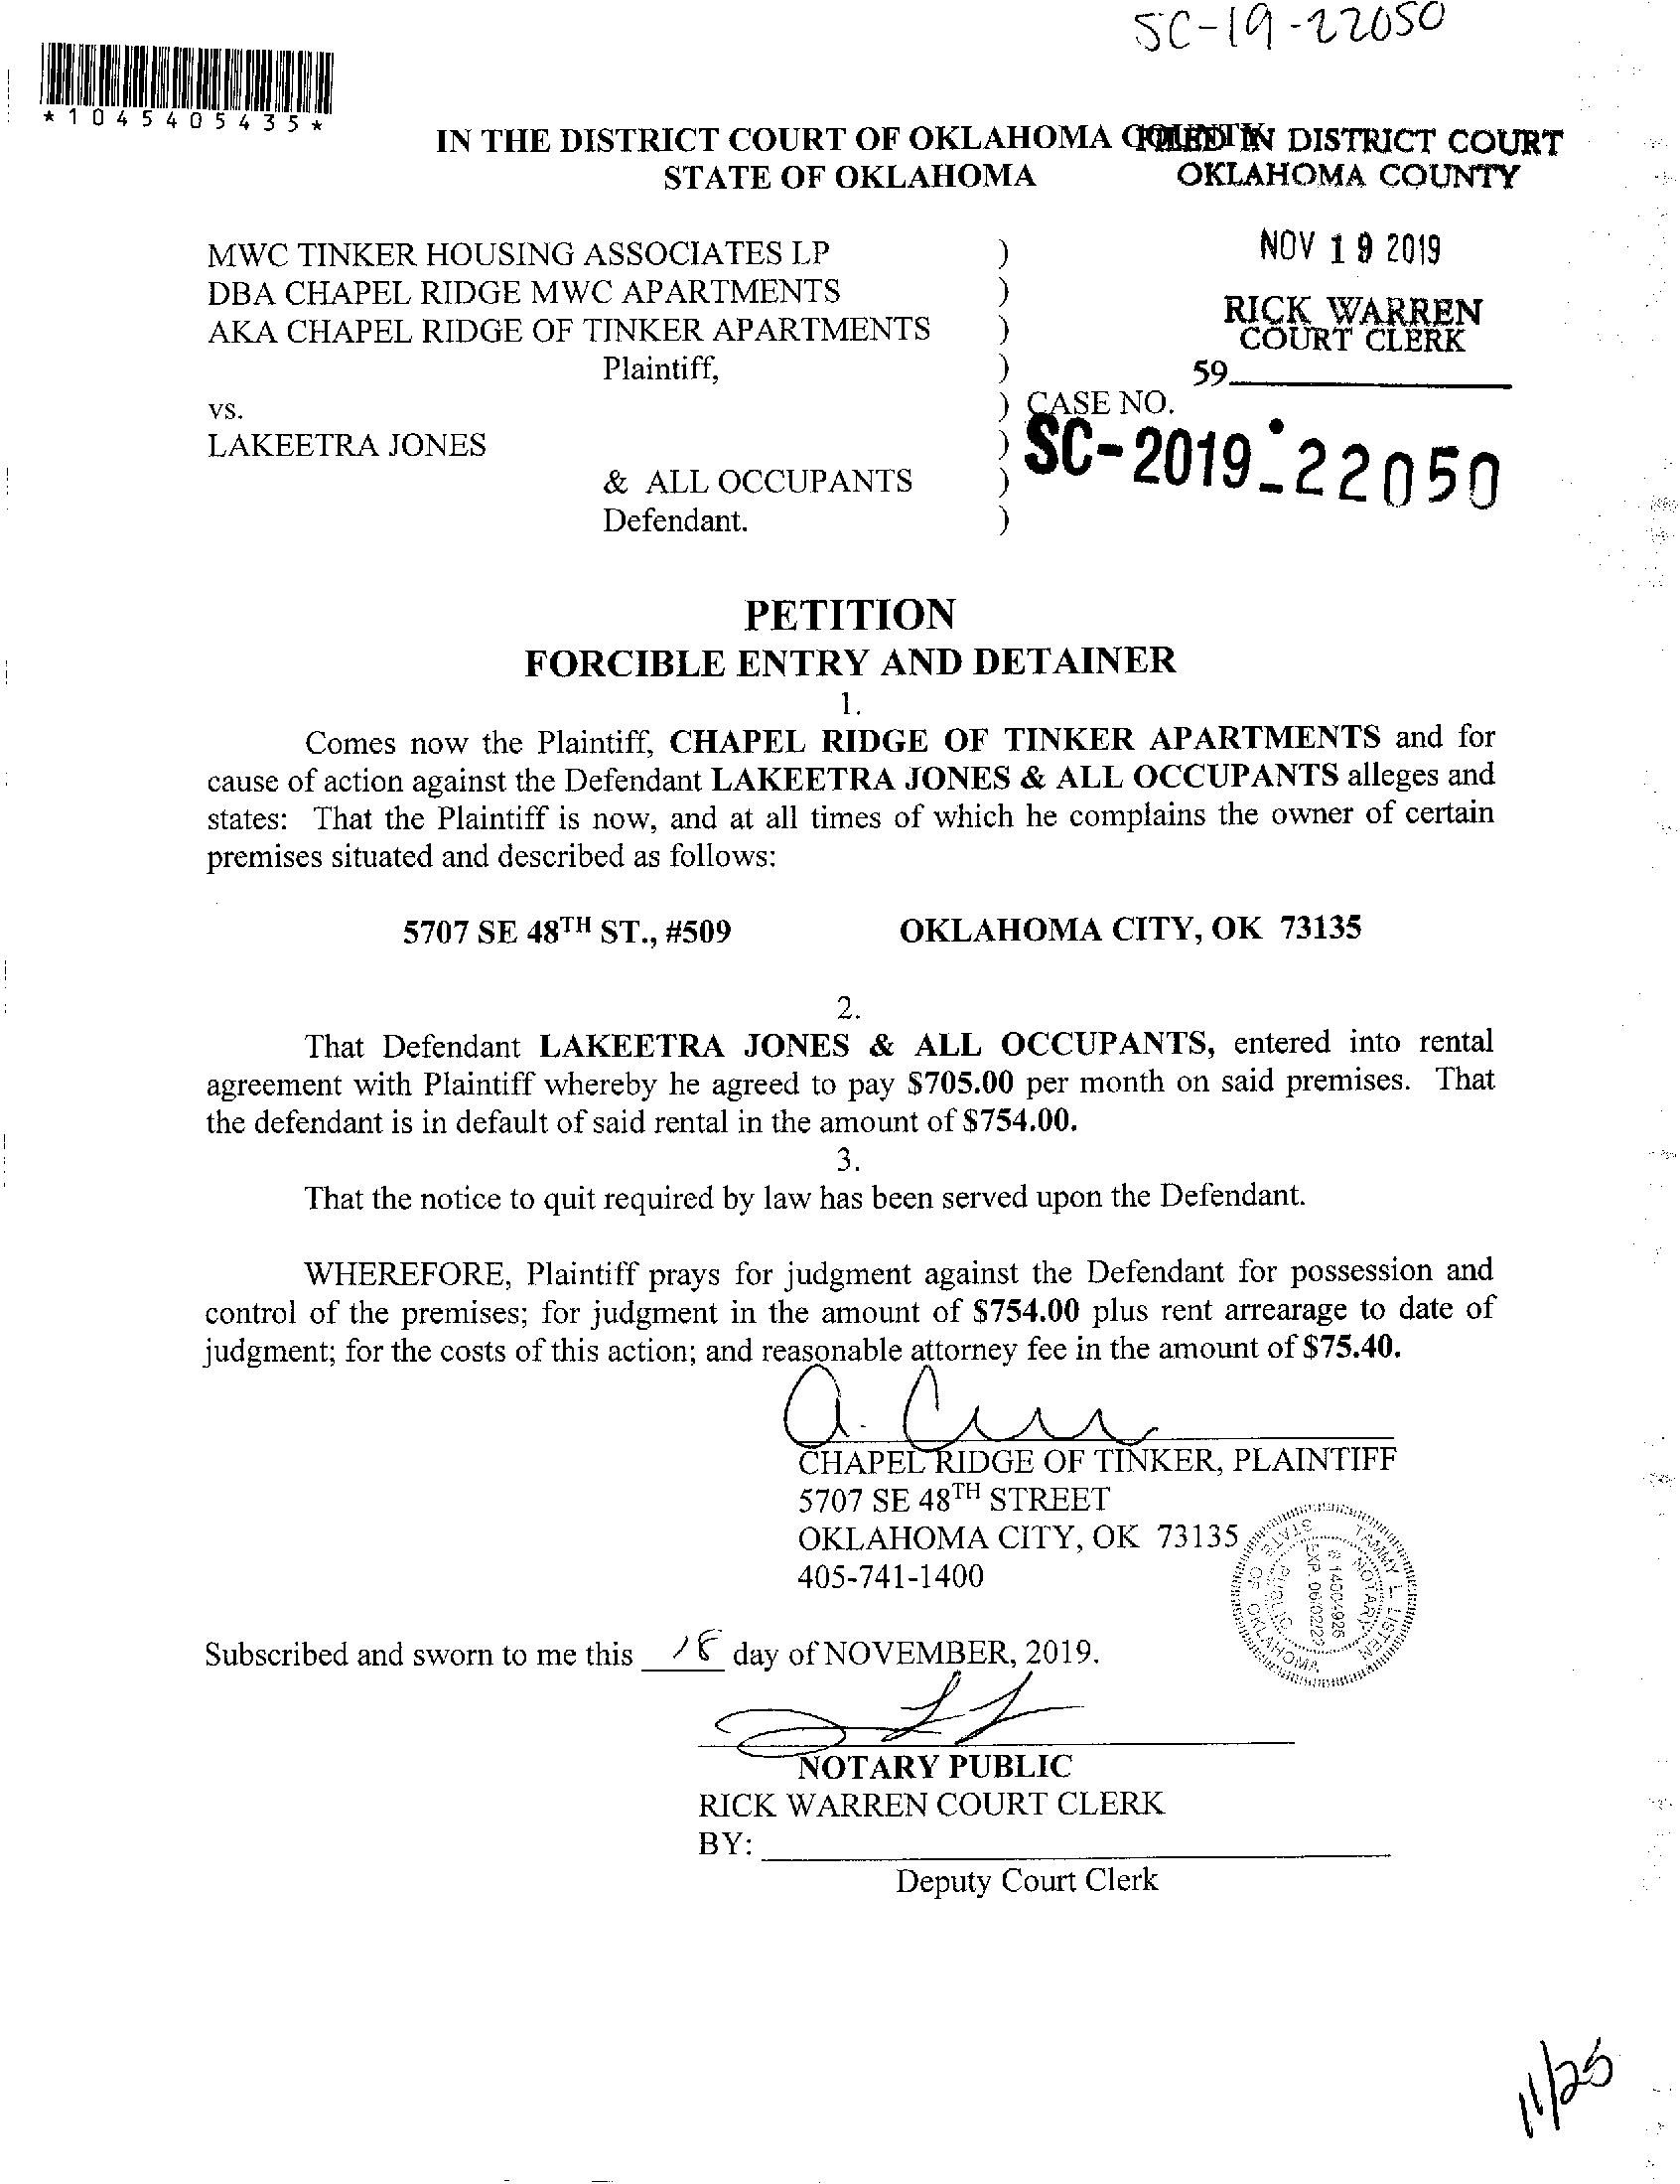 SC-19-22050
*1045405435*
IN THE DISTRICT COURT OF OKLAHOMA COUNTY
STATE OF OKLAHOMA
FILED IN DISTRICT COURT
OKLAHOMA COUNTY
NOV 19 2019
RICK WARREN
COURT CLERK
59
MWC TINKER HOUSING ASSOCIATES LP )
DBA CHAPEL RIDGE MWC APARTMENTS )
AKA CHAPEL RIDGE OF TINKER APARTMENTS )
Plaintiff, )
vs. ) CASE NO.
LAKEETRA JONES ) SC-2019-22050
& ALL OCCUPANTS )
Defendant. )
PETITION
FORCIBLE ENTRY AND DETAINER
1.
Comes now the Plaintiff, CHAPEL RIDGE OF TINKER APARTMENTS and for
cause of action against the Defendant LAKEETRA JONES & ALL OCCUPANTS alleges and
states: That the Plaintiff is now, and at all times of which he complains the owner of certain
premises situated and described as follows:
5707 SE 48TH ST., #509 OKLAHOMA CITY, OK 73135
2.
That Defendant LAKEETRA JONES & ALL OCCUPANTS, entered into rental
agreement with Plaintiff whereby he agreed to pay $705.00 per month on said premises. That
the defendant is in default of said rental in the amount of $754.00.
3.
That the notice to quit required by law has been served upon the Defendant.
WHEREFORE, Plaintiff prays for judgment against the Defendant for possession and
control of the premises; for judgment in the amount of $754.00 plus rent arrearage to date of
judgment; for the costs of this action; and reasonable attorney fee in the amount of $75.40.
CHAPEL RIDGE OF TINKER, PLAINTIFF
5707 SE 48TH STREET
OKLAHOMA CITY, OK 73135
405-741-1400
TAMMY L. LISTEN
NOTARY
# 14004926
EXP. 06/02/22
PUBLIC
STATE OF OKLAHOMA
Subscribed and sworn to me this 18 day of NOVEMBER, 2019.
NOTARY PUBLIC
RICK WARREN COURT CLERK
BY:
Deputy Court Clerk
11/25